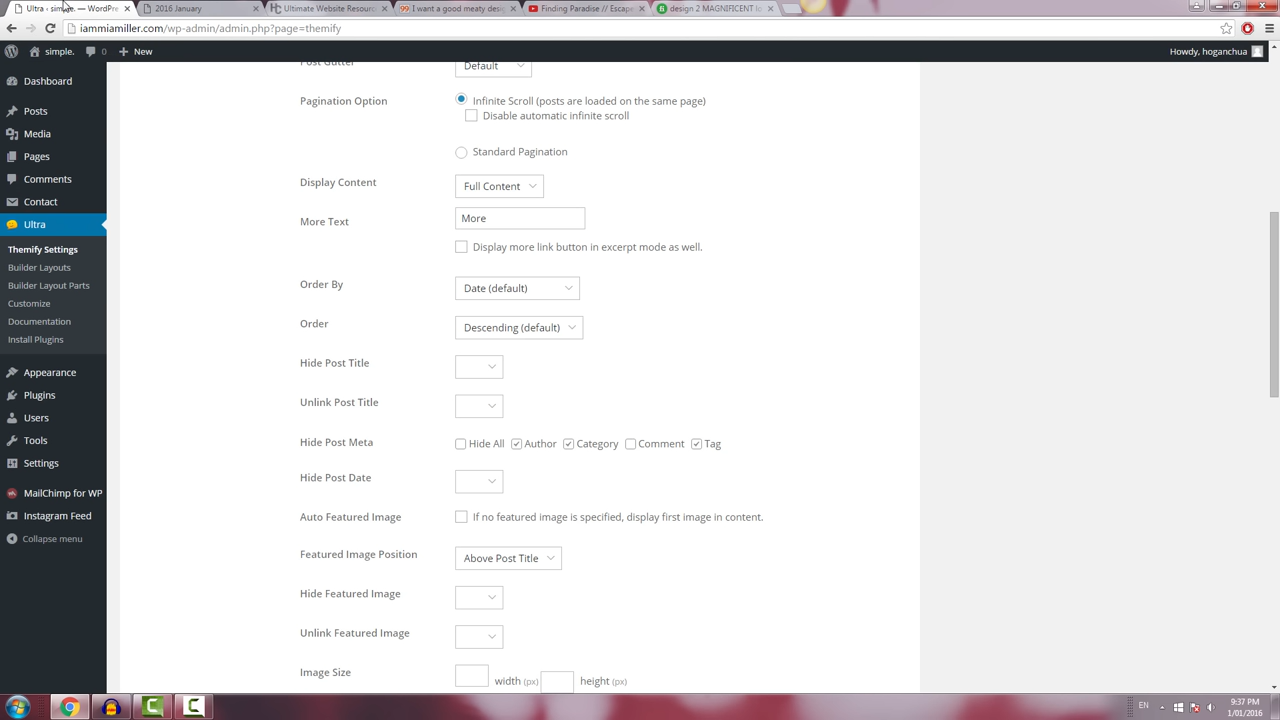 Ultra ‹ simple. — WordPre
2016 January
Ultimate Website Resourc
I want a good meaty desig
Finding Paradise // Escape
design 2 MAGNIFICENT lo
iammiamiller.com/wp-admin/admin.php?page=themify
simple. 0 New
Howdy, hoganchua
Dashboard
Posts
Media
Pages
Comments
Contact
Ultra
Themify Settings
Builder Layouts
Builder Layout Parts
Customize
Documentation
Install Plugins
Appearance
Plugins
Users
Tools
Settings
MailChimp for WP
Instagram Feed
Collapse menu
Post Gutter Default
Pagination Option Infinite Scroll (posts are loaded on the same page)
Disable automatic infinite scroll
Standard Pagination
Display Content Full Content
More Text More
Display more link button in excerpt mode as well.
Order By Date (default)
Order Descending (default)
Hide Post Title
Unlink Post Title
Hide Post Meta Hide All Author Category Comment Tag
Hide Post Date
Auto Featured Image If no featured image is specified, display first image in content.
Featured Image Position Above Post Title
Hide Featured Image
Unlink Featured Image
Image Size width (px) height (px)
EN
9:37 PM
1/01/2016